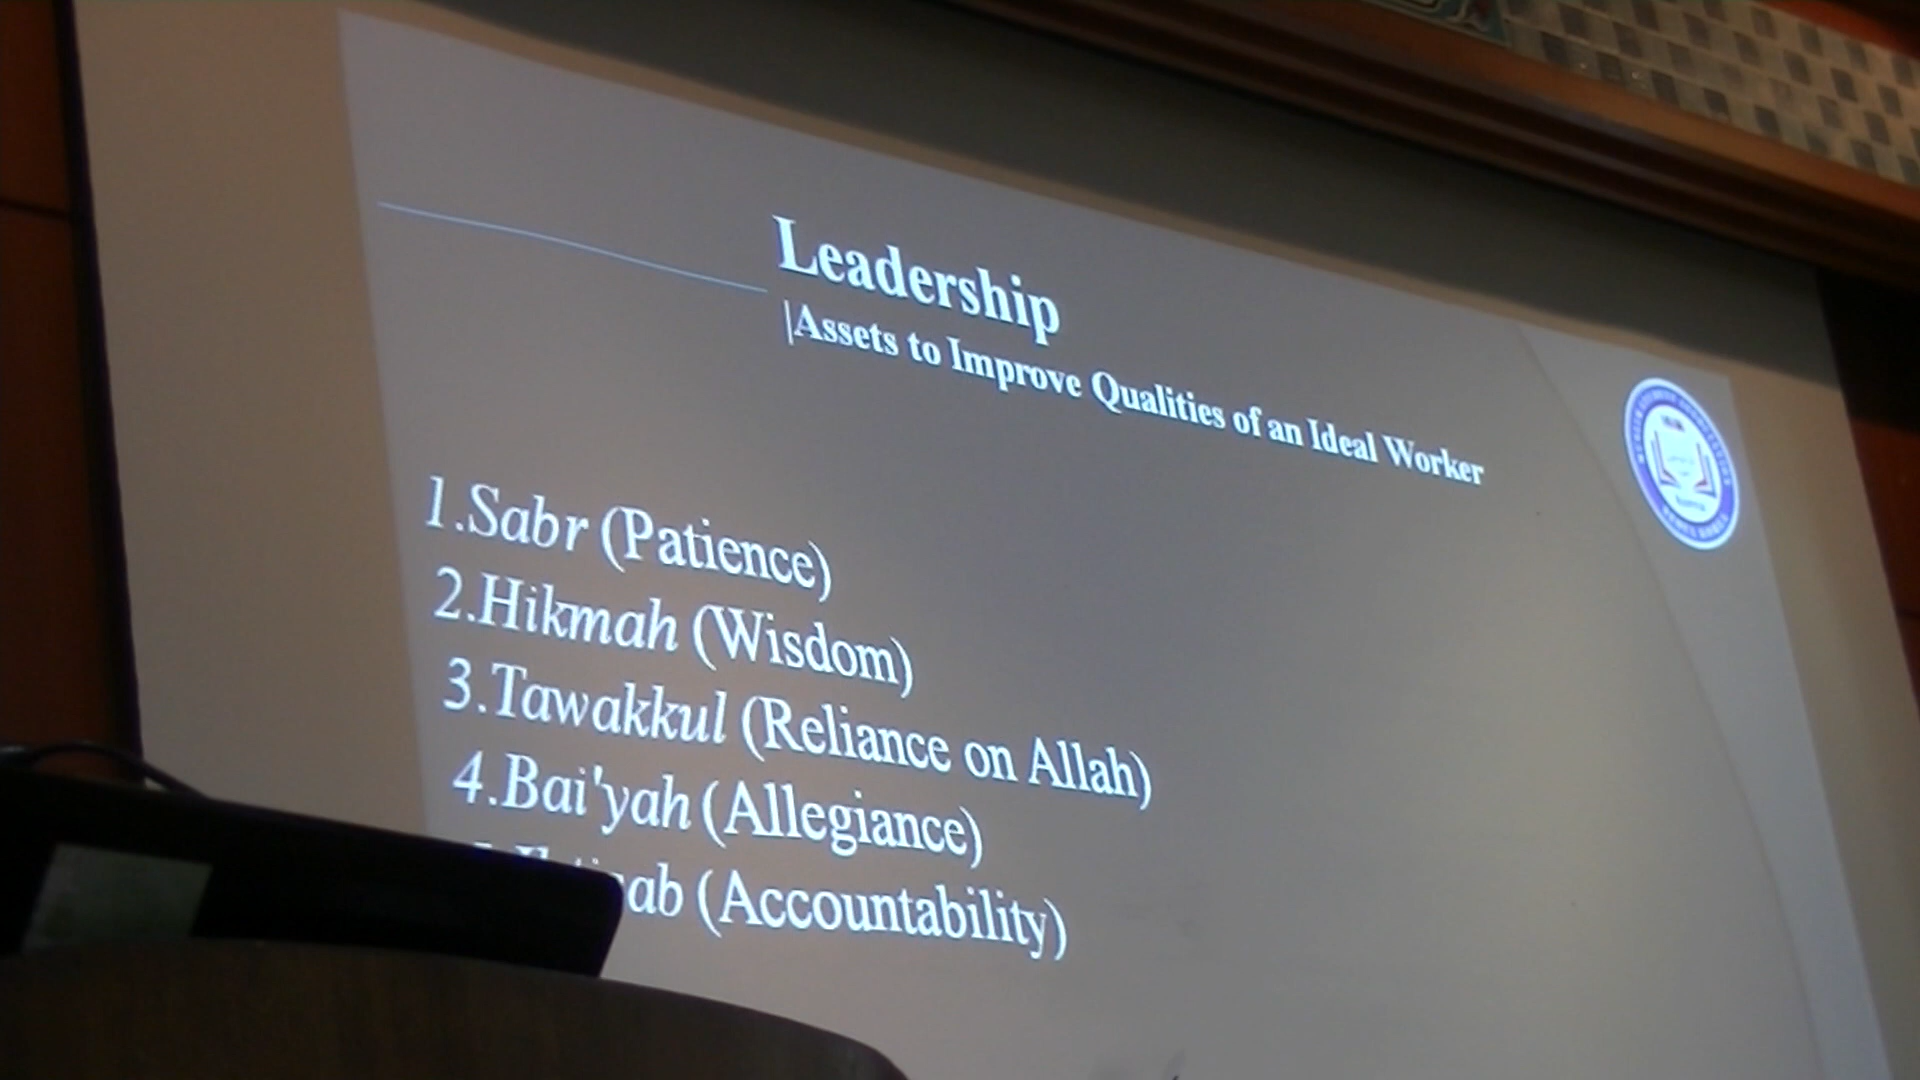 Leadership
|Assets to Improve Qualities of an Ideal Worker
1.Sabr (Patience)
2.Hikmah (Wisdom)
3.Tawakkul (Reliance on Allah)
4.Bai'yah (Allegiance)
(Accountability)